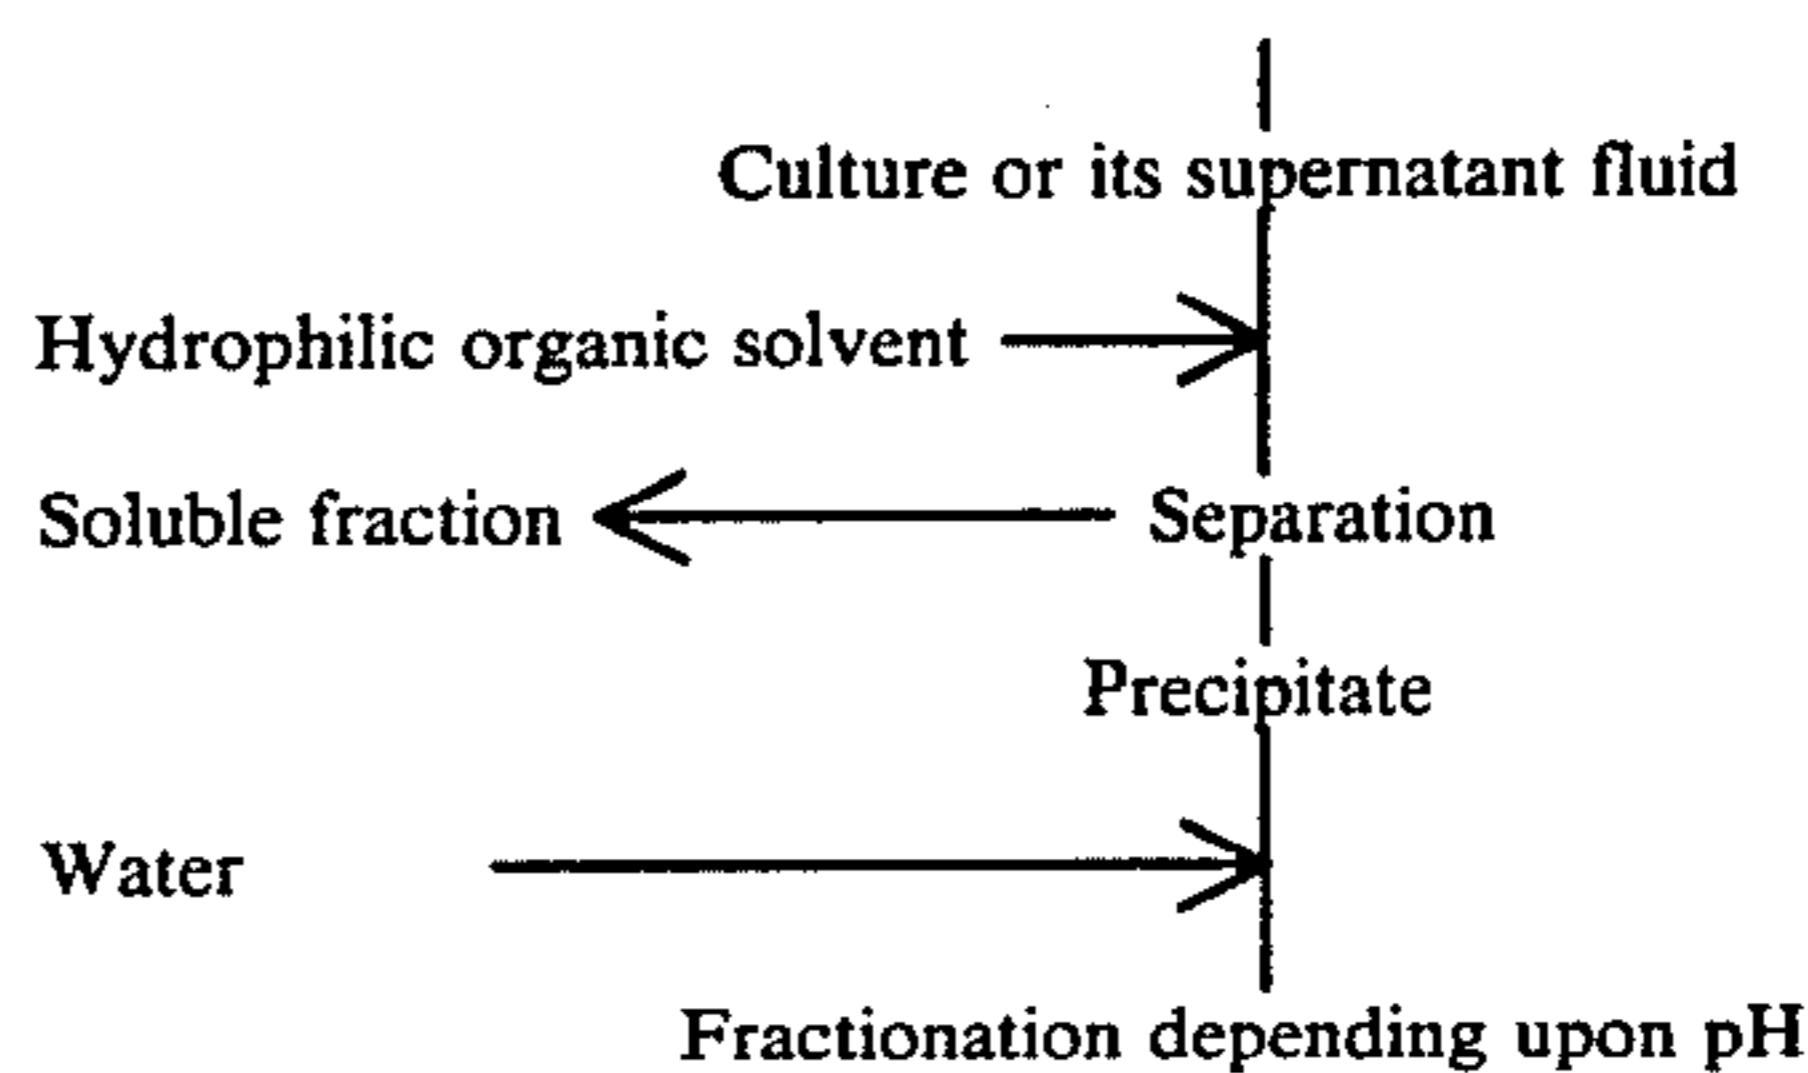 Culture or its supernatant fluid
Hydrophilic organic solvent
Soluble fraction
Separation
Precipitate
Water
Fractionation depending upon pH